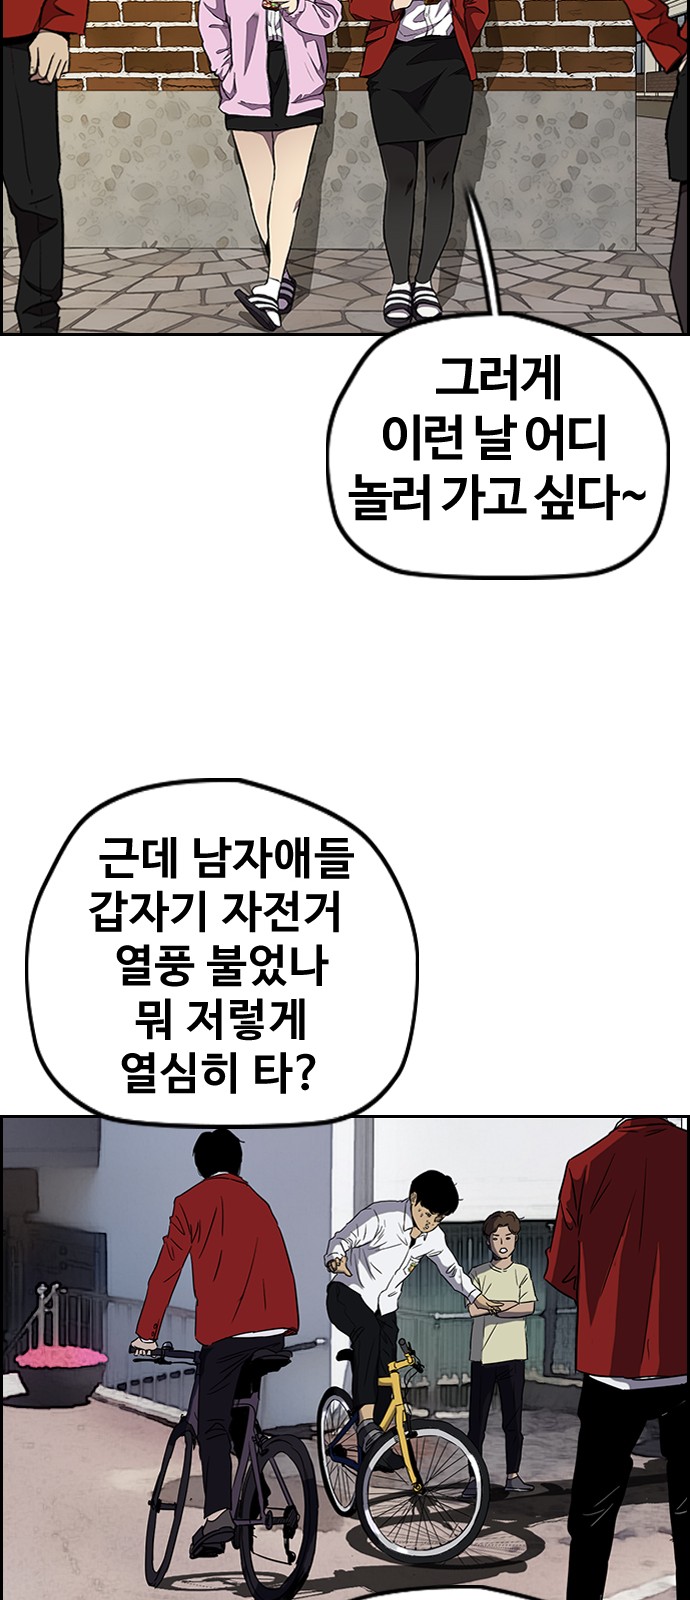 그러게
이런 날 어디
놀러 가고 싶다~
근데 남자애들
갑자기 자전거
열풍 불었나
뭐 저렇게
열심히 타?